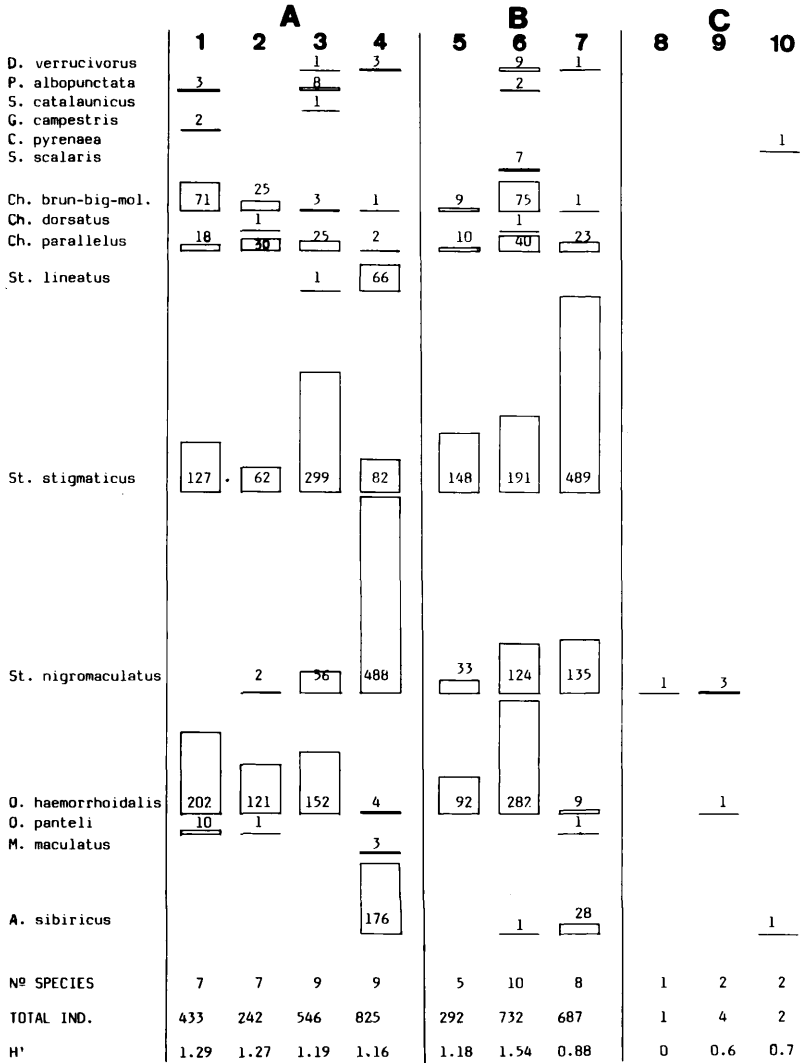 A B C
1 2 3 4 5 6 7 8 9 10
D. verrucivorus 1 3 9 1
P. albopunctata 3 8 2
S. catalaunicus 1
G. campestris 2
C. pyrenaea 1
S. scalaris 7
Ch. brun-big-mol. 71 25 3 1 9 75 1
Ch. dorsatus 1 1
Ch. parallelus 18 30 25 2 10 40 23
St. lineatus 1 66
St. stigmaticus 127 62 299 82 148 191 489
St. nigromaculatus 2 56 488 33 124 135 1 3
O. haemorrhoidalis 202 121 152 4 92 282 9 1
O. panteli 10 1 1
M. maculatus 3
A. sibiricus 176 1 28 1
Nº SPECIES 7 7 9 9 5 10 8 1 2 2
TOTAL IND. 433 242 546 825 292 732 687 1 4 2
H' 1.29 1.27 1.19 1.16 1.18 1.54 0.88 0 0.6 0.7